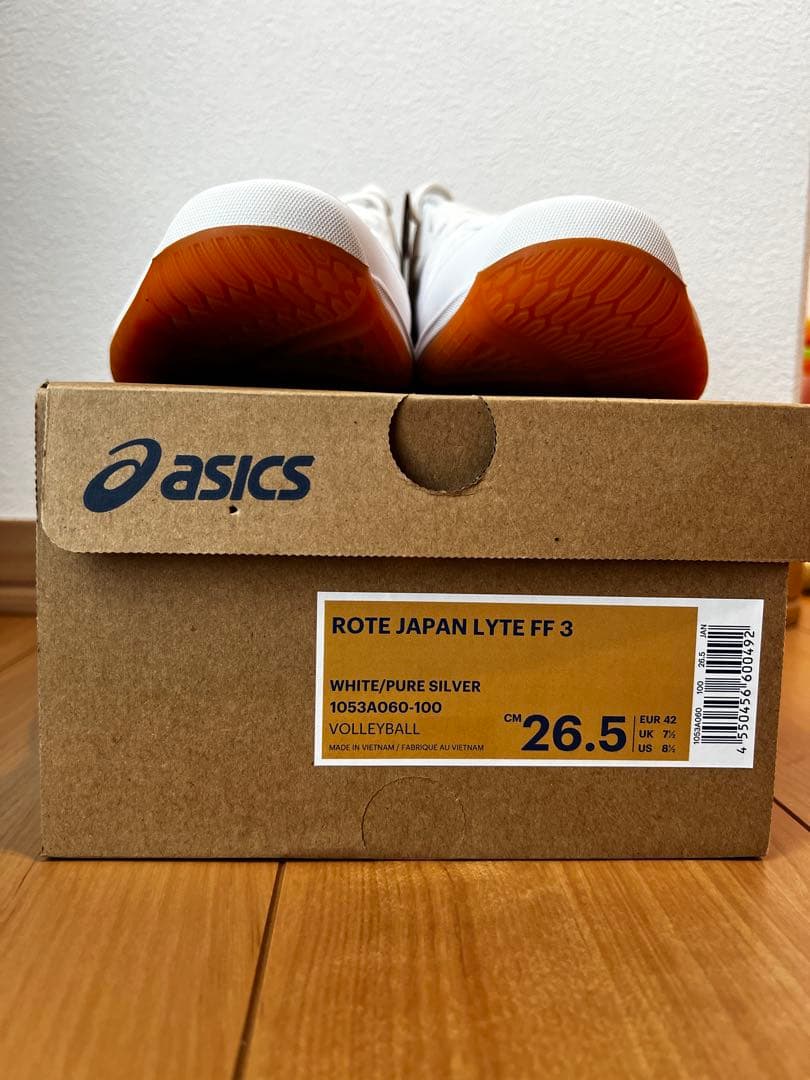 asics
ROTE JAPAN LYTE FF 3
WHITE/PURE SILVER
1053A060-100
VOLLEYBALL
MADE IN VIETNAM / FABRIQUE AU VIETNAM
CM 26.5
EUR 42
UK 7½
US 8½
1053A060 100 26.5 JAN
4 550456 600492